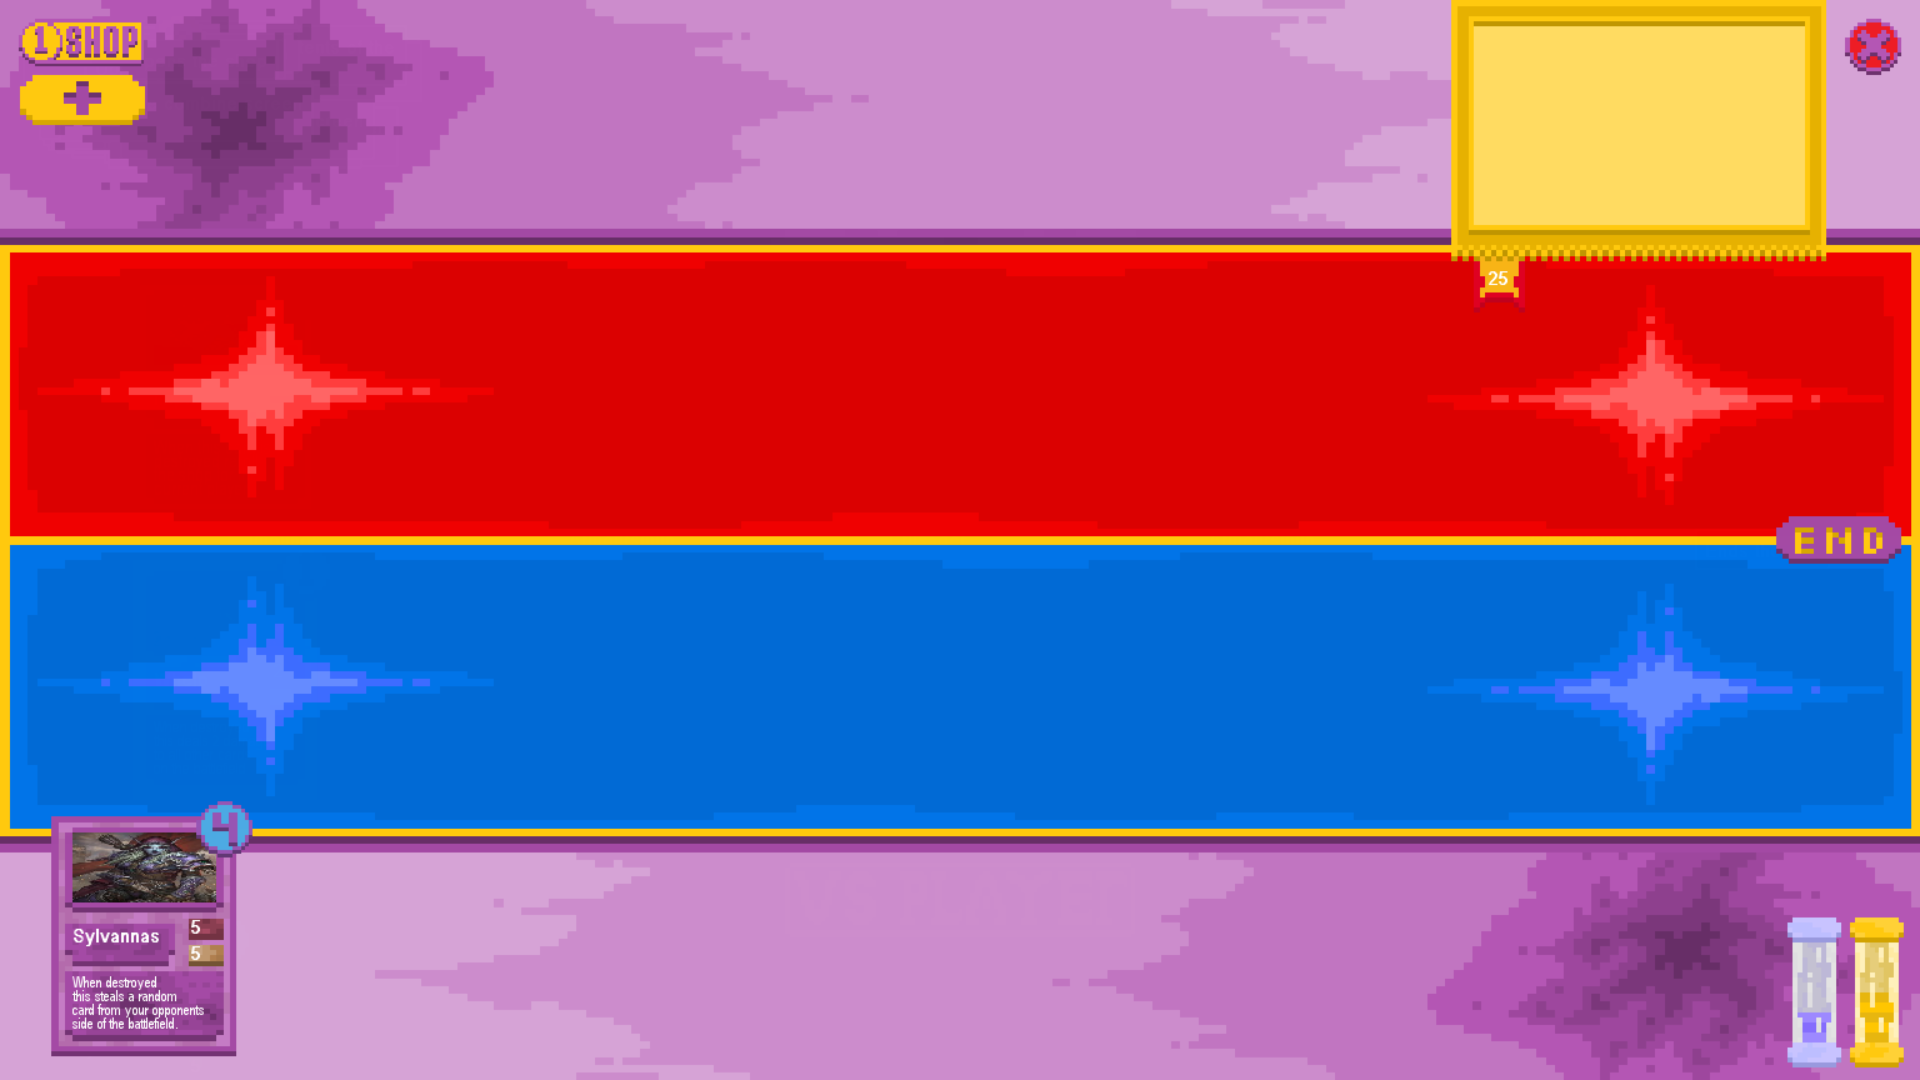 1 SHOP
+
25
END
4
Sylvannas
5
5
When destroyed
this steals a random
card from your opponents
side of the battlefield.